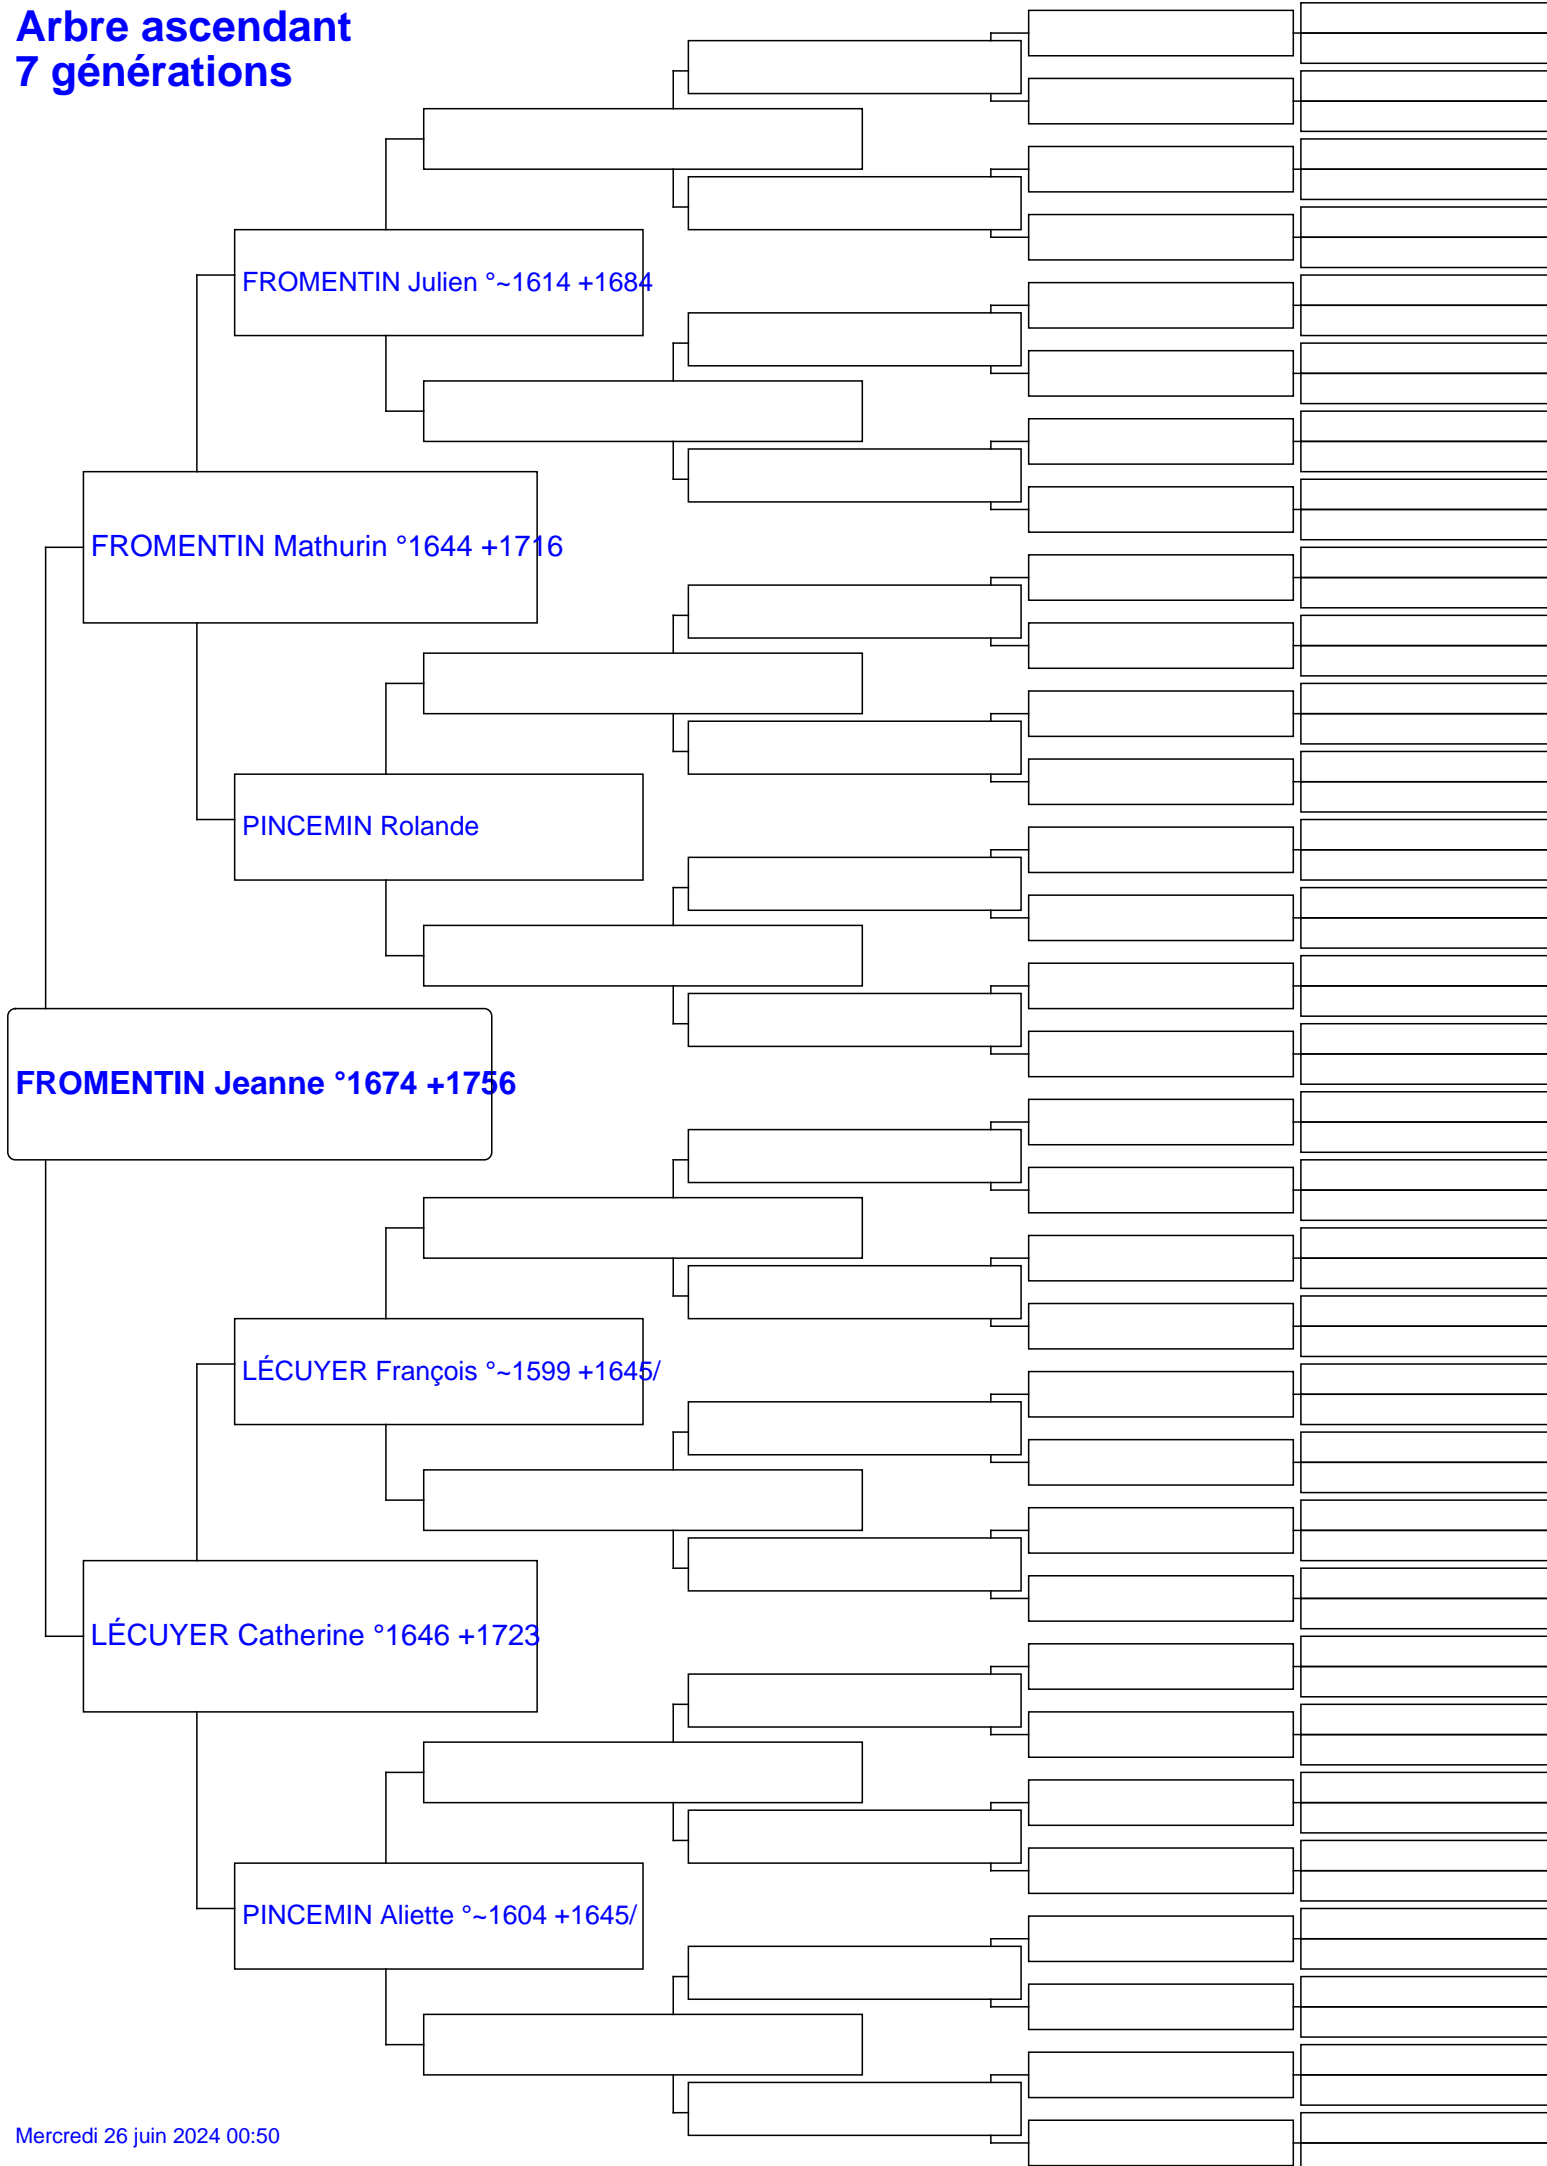 Arbre ascendant
7 générations
FROMENTIN Julien °~1614 +1684
FROMENTIN Mathurin °1644 +1716
PINCEMIN Rolande
FROMENTIN Jeanne °1674 +1756
LÉCUYER François °~1599 +1645/
LÉCUYER Catherine °1646 +1723
PINCEMIN Aliette °~1604 +1645/
Mercredi 26 juin 2024 00:50